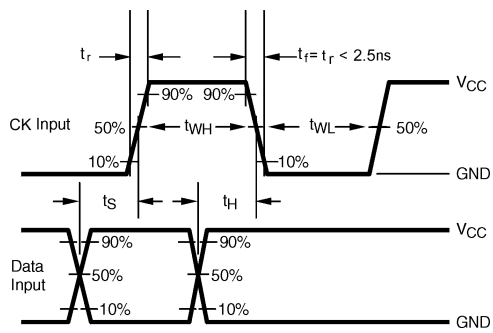 tr
tf = tr < 2.5ns
VCC
90% 90%
CK Input 50% tWH tWL 50%
10% 10%
GND
tS tH
VCC
90% 90%
Data
Input
50% 50%
10% 10%
GND